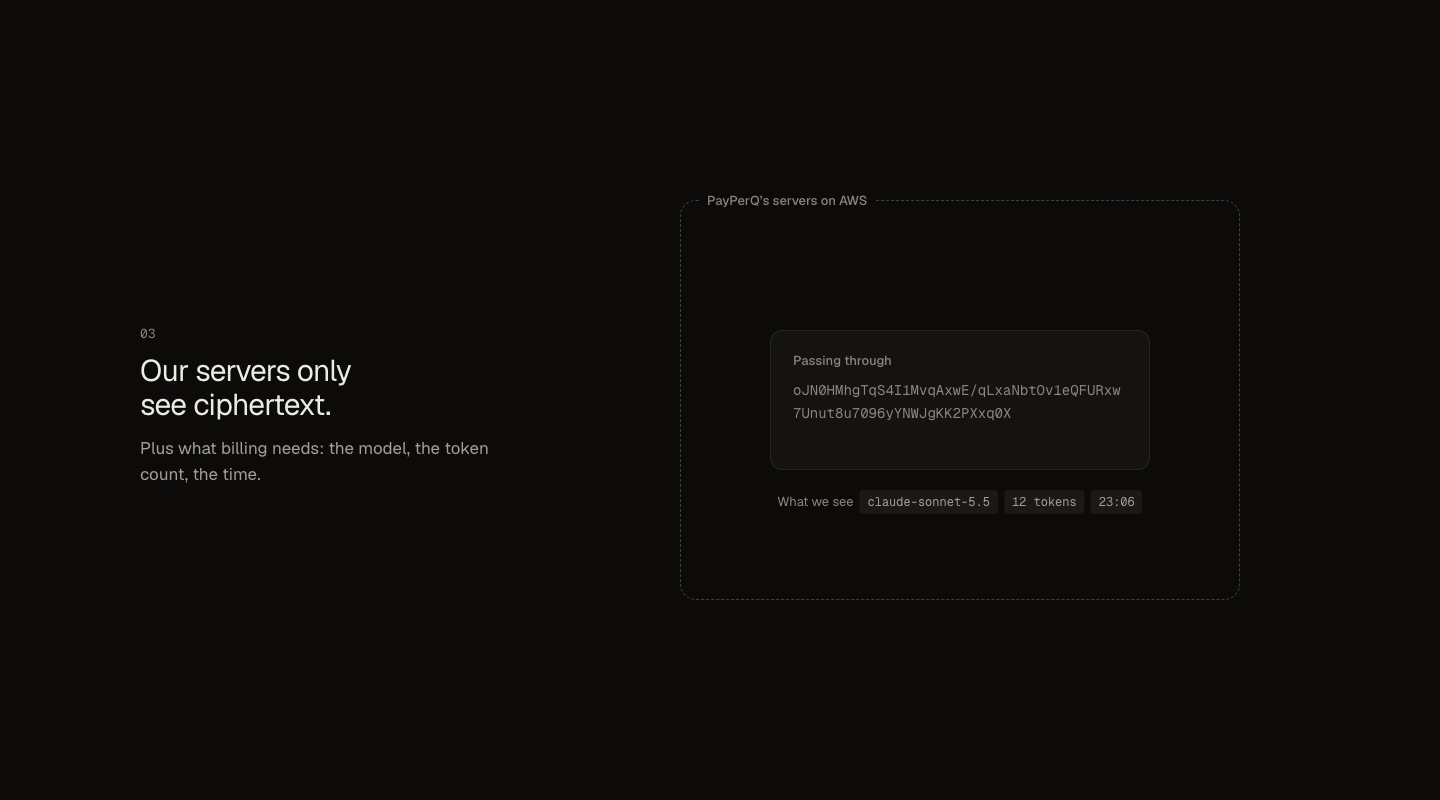 03
Our servers only
see ciphertext.
Plus what billing needs: the model, the token
count, the time.
PayPerQ's servers on AWS
Passing through
oJN0HMhgTqS4I1MvqAxwE/qLxaNbtOv1eQFURxw
7Unut8u7096yYNWJgKK2PXxq0X
What we see claude-sonnet-5.5 12 tokens 23:06